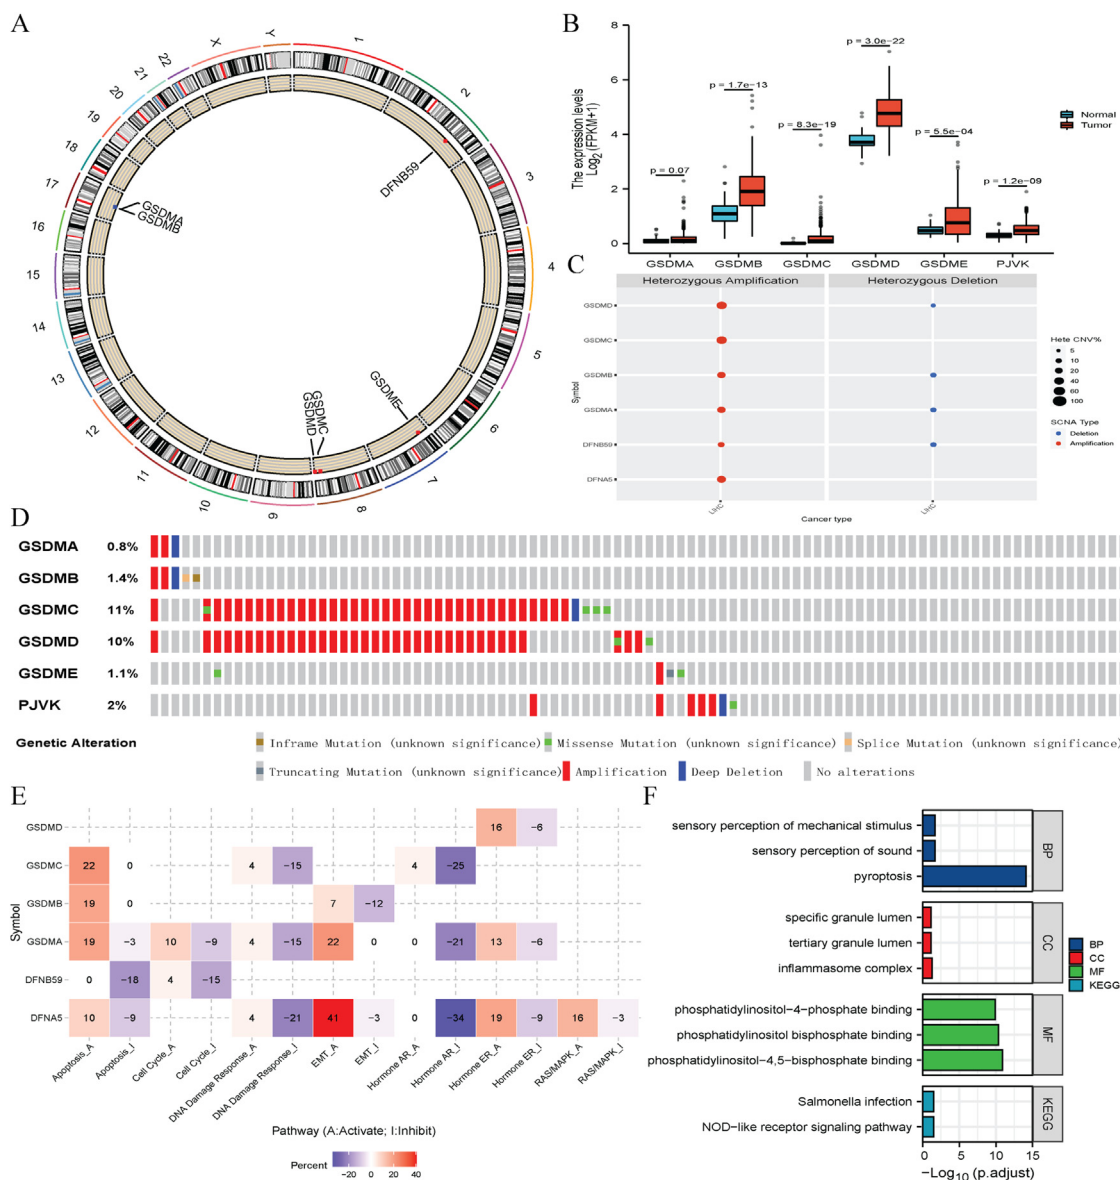 A
1
2
3
4
5
6
7
8
9
10
11
12
13
14
15
16
17
18
19
20
21
22
X
Y
DFNB59
GSDMA
GSDMB
GSDMC
GSDMD
GSDME
B
The expression levels
Log2 (FPKM+1)
8
6
4
2
0
p = 0.07
p = 1.7e−13
p = 8.3e−19
p = 3.0e−22
p = 5.5e−04
p = 1.2e−09
GSDMA GSDMB GSDMC GSDMD GSDME PJVK
Normal
Tumor
C
Heterozygous Amplification Heterozygous Deletion
Symbol
GSDMD
GSDMC
GSDMB
GSDMA
DFNB59
DFNA5
LIHC LIHC
Cancer type
Hete CNV%
5
10
20
40
60
100
SCNA Type
Deletion
Amplification
D
GSDMA 0.8%
GSDMB 1.4%
GSDMC 11%
GSDMD 10%
GSDME 1.1%
PJVK 2%
Genetic Alteration
Inframe Mutation (unknown significance) Missense Mutation (unknown significance) Splice Mutation (unknown significance)
Truncating Mutation (unknown significance) Amplification Deep Deletion No alterations
E
Symbol
GSDMD 16 −6
GSDMC 22 0 4 −15 4 −25
GSDMB 19 0 7 −12
GSDMA 19 −3 10 −9 4 −15 22 0 0 −21 13 −6
DFNB59 0 −18 4 −15
DFNA5 10 −9 4 −21 41 −3 0 −34 19 −9 16 −3
Apoptosis_A
Apoptosis_I
Cell Cycle_A
Cell Cycle_I
DNA Damage Response_A
DNA Damage Response_I
EMT_A
EMT_I
Hormone AR_A
Hormone AR_I
Hormone ER_A
Hormone ER_I
RAS/MAPK_A
RAS/MAPK_I
Pathway (A:Activate; I:Inhibit)
Percent
−20 0 20 40
F
sensory perception of mechanical stimulus
sensory perception of sound
pyroptosis
BP
specific granule lumen
tertiary granule lumen
inflammasome complex
CC
phosphatidylinositol−4−phosphate binding
phosphatidylinositol bisphosphate binding
phosphatidylinositol−4,5−bisphosphate binding
MF
Salmonella infection
NOD−like receptor signaling pathway
KEGG
0 5 10 15
−Log10 (p.adjust)
BP
CC
MF
KEGG